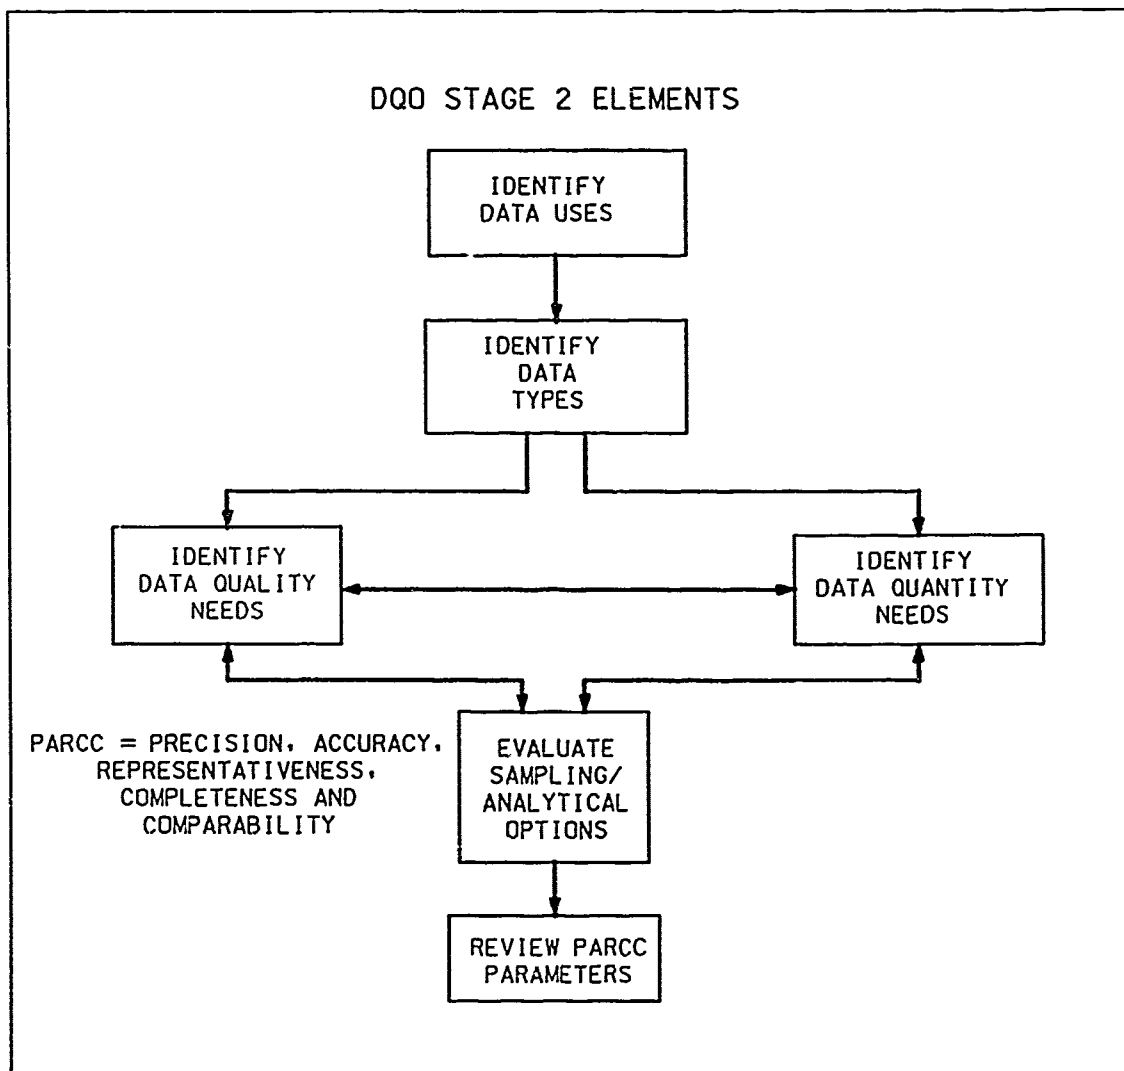 DQO STAGE 2 ELEMENTS
IDENTIFY
DATA USES
IDENTIFY
DATA
TYPES
IDENTIFY
DATA QUALITY
NEEDS
IDENTIFY
DATA QUANTITY
NEEDS
PARCC = PRECISION, ACCURACY,
REPRESENTATIVENESS,
COMPLETENESS AND
COMPARABILITY
EVALUATE
SAMPLING/
ANALYTICAL
OPTIONS
REVIEW PARCC
PARAMETERS